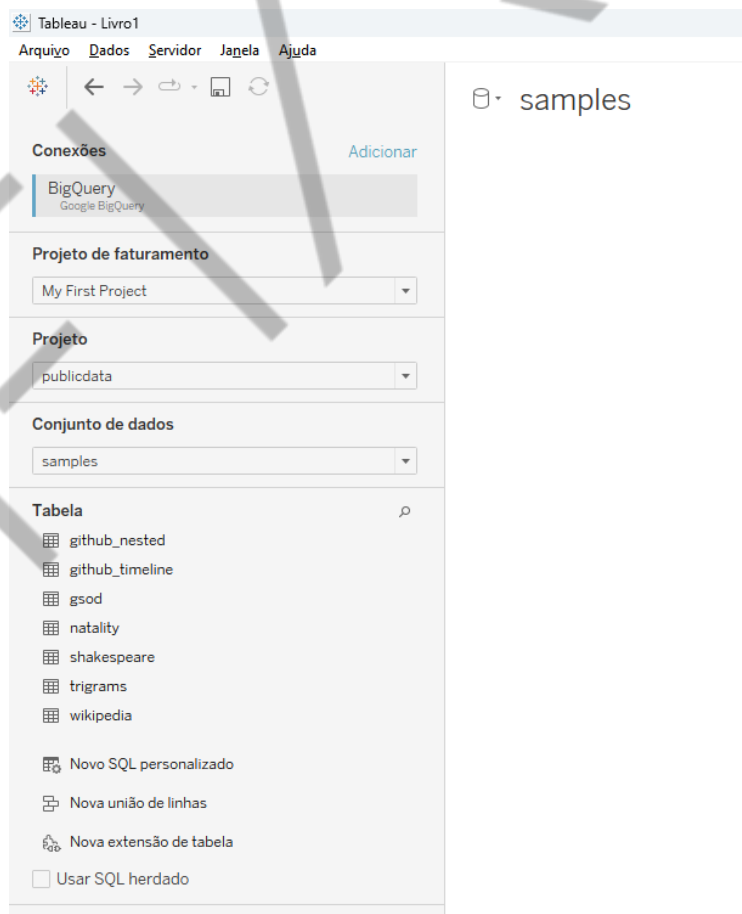 Tableau - Livro1
Arquivo Dados Servidor Janela Ajuda
samples
Conexões Adicionar
BigQuery
Google BigQuery
Projeto de faturamento
My First Project
Projeto
publicdata
Conjunto de dados
samples
Tabela
github_nested
github_timeline
gsod
natality
shakespeare
trigrams
wikipedia
Novo SQL personalizado
Nova união de linhas
Nova extensão de tabela
Usar SQL herdado